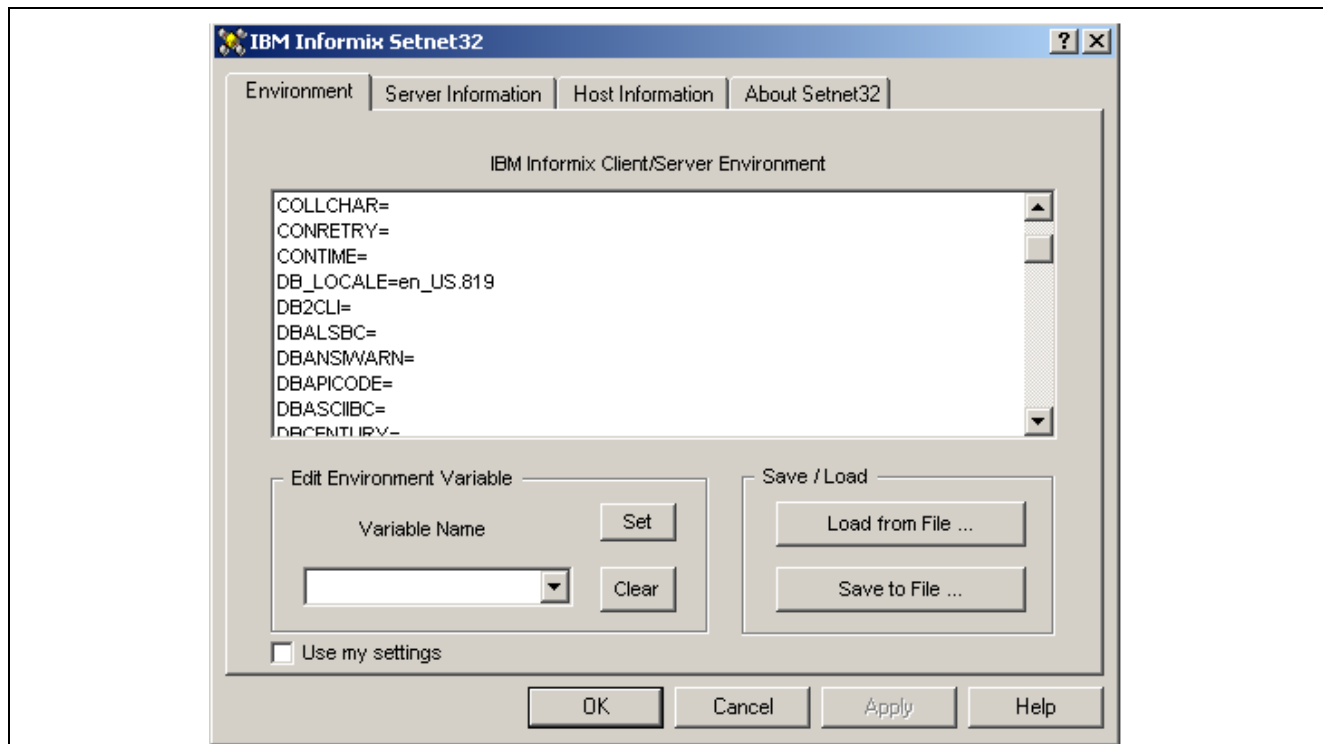 IBM Informix Setnet32
Environment Server Information Host Information About Setnet32
IBM Informix Client/Server Environment
COLLCHAR=
CONRETRY=
CONTIME=
DB_LOCALE=en_US.819
DB2CLI=
DBALSBC=
DBANSIWARN=
DBAPICODE=
DBASCIIBC=
DBCENTURY=
Edit Environment Variable
Variable Name
Set
Clear
Save / Load
Load from File ...
Save to File ...
Use my settings
OK Cancel Apply Help